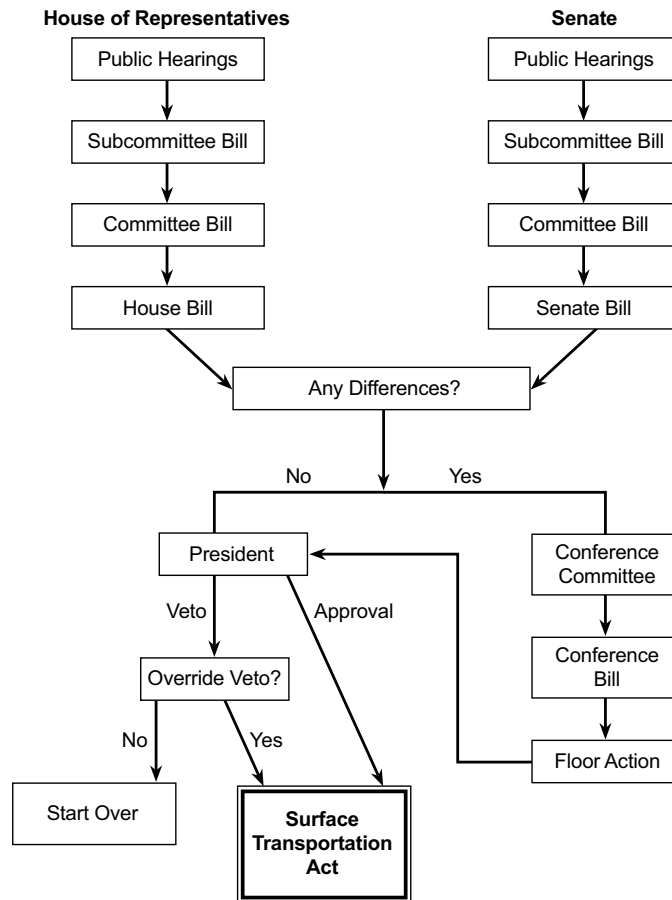 House of Representatives
Senate
Public Hearings
Public Hearings
Subcommittee Bill
Subcommittee Bill
Committee Bill
Committee Bill
House Bill
Senate Bill
Any Differences?
No
Yes
President
Conference
Committee
Veto
Approval
Override Veto?
Conference
Bill
No
Yes
Floor Action
Start Over
Surface
Transportation
Act